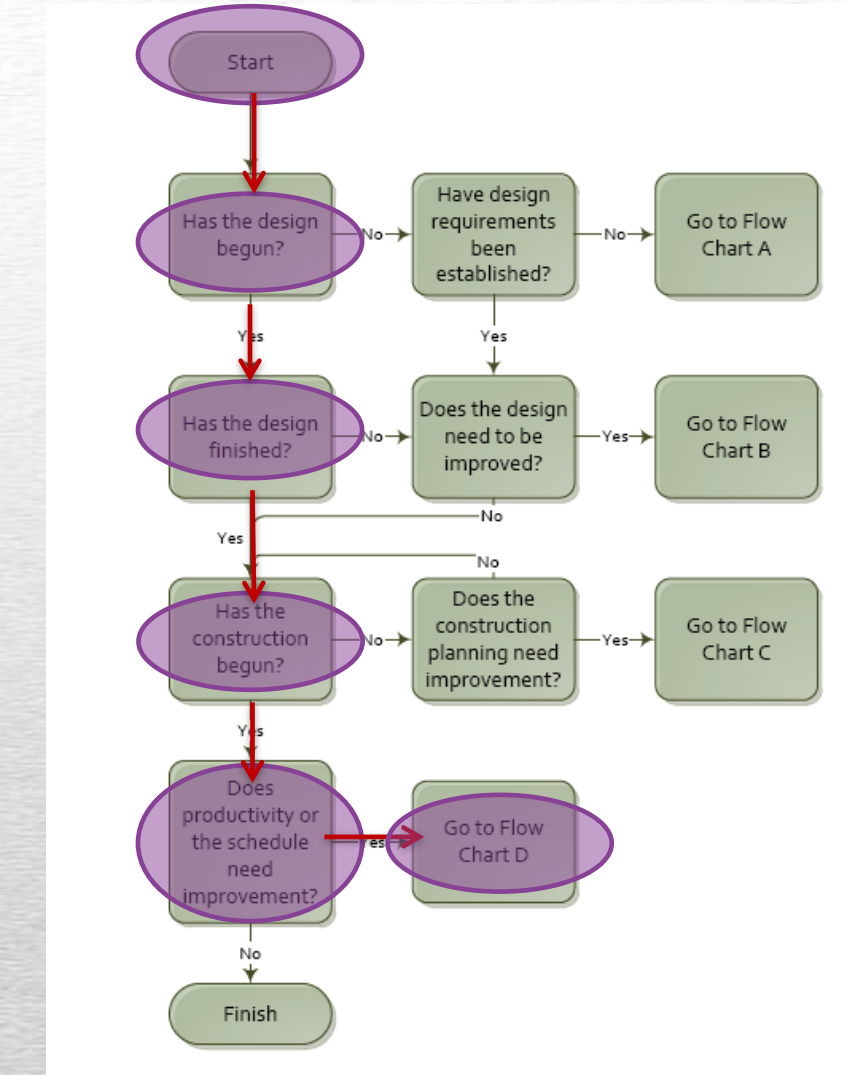 Start
Has the design
begun?
No
Have design
requirements
been
established?
No
Go to Flow
Chart A
Yes
Yes
Has the design
finished?
No
Does the design
need to be
improved?
Yes
Go to Flow
Chart B
No
Yes
No
Has the
construction
begun?
No
Does the
construction
planning need
improvement?
Yes
Go to Flow
Chart C
Yes
Does
productivity or
the schedule
need
improvement?
Yes
Go to Flow
Chart D
No
Finish